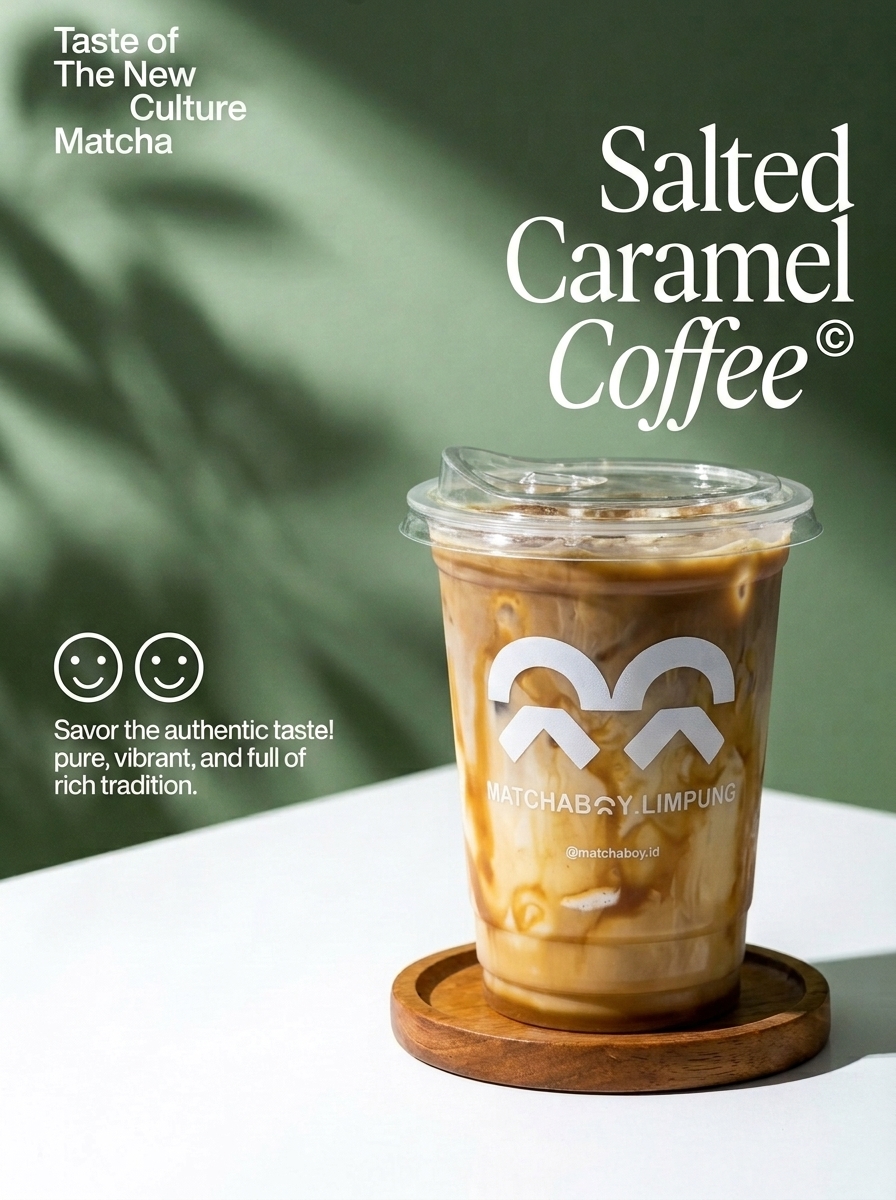 Taste of
The New
Culture
Matcha
Salted
Caramel
Coffee©
Savor the authentic taste!
pure, vibrant, and full of
rich tradition.
MATCHABOY.LIMPUNG
@matchaboy.id